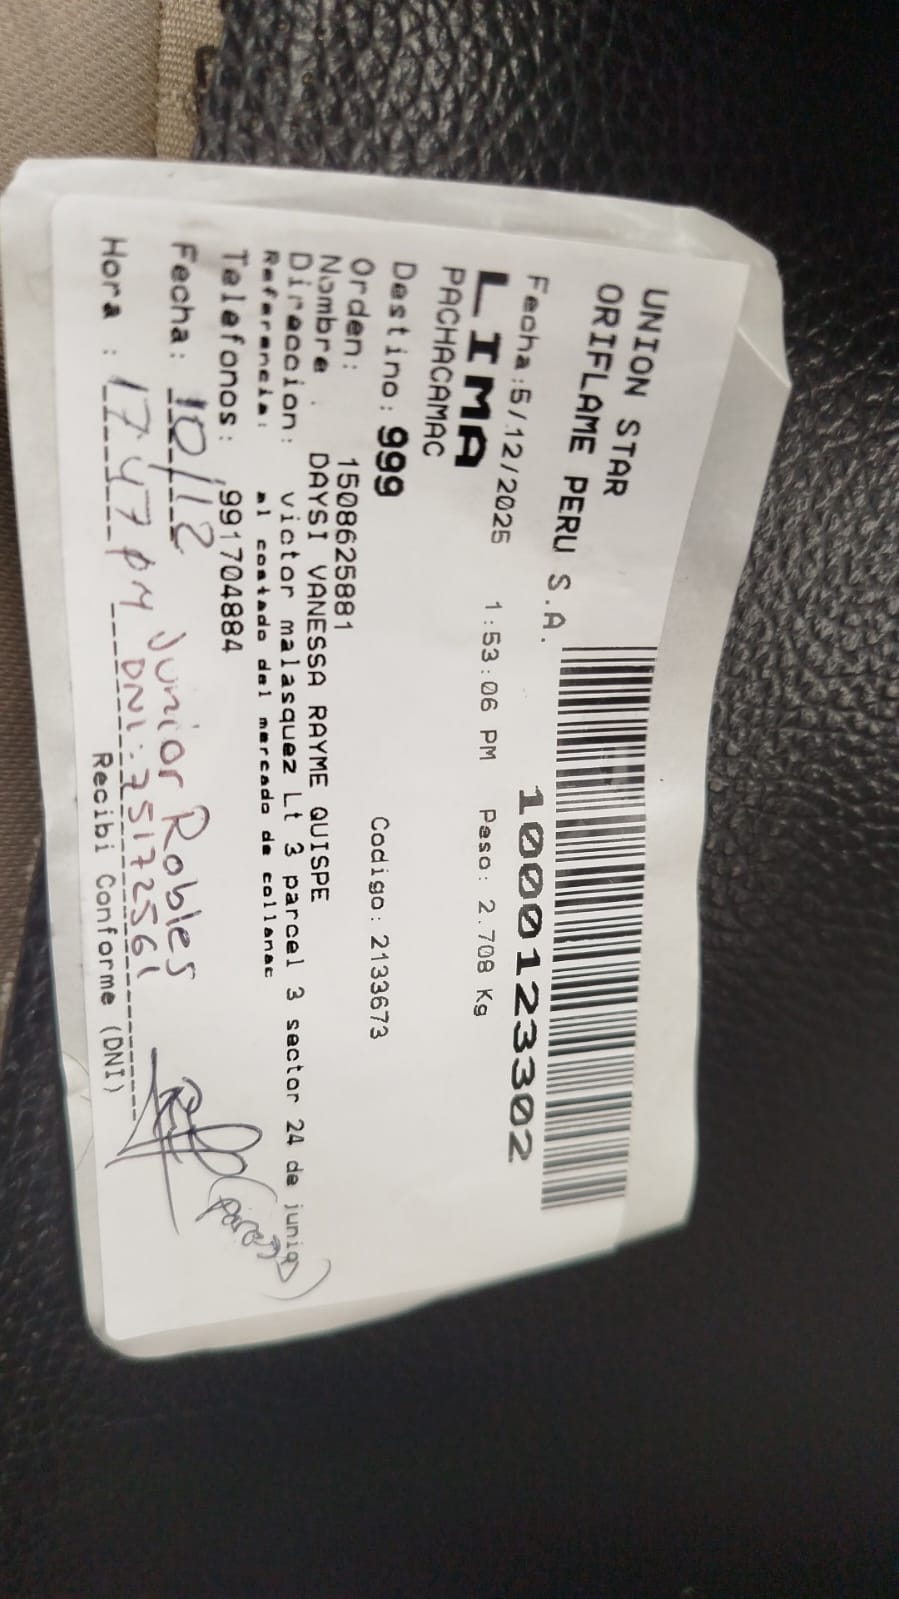 UNION STAR
ORIFLAME PERU S.A.
1000123302
Fecha:5/12/2025 1:53:06 PM Peso: 2.708 Kg
LIMA
PACHACAMAC
Destino: 999
Codigo: 2133673
Orden: 150862588​1
Nombre : DAYSI VANESSA RAYME QUISPE
Direccion: victor malasquez Lt 3 parcel 3 sector 24 de junio
Referencia: al costado del mercado de collanac
Telefonos: ,991704884
Fecha: 10/12 Junior Robles
Hora : 17:47 PM DNI: 75172561
Recibi Conforme (DNI)